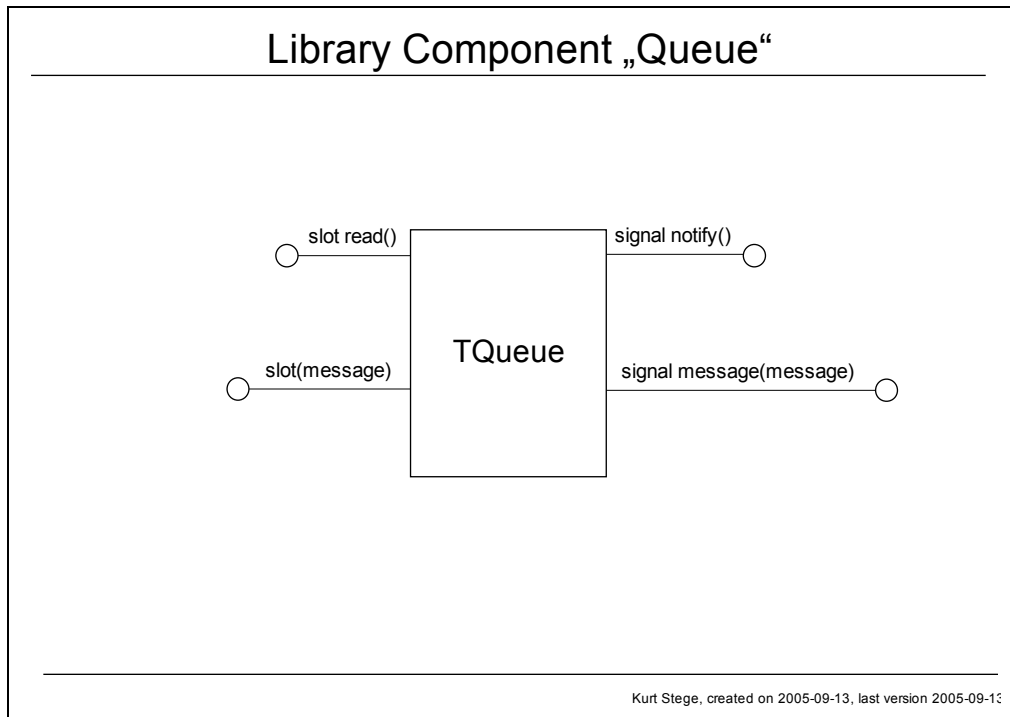 Library Component „Queue“
slot read()
signal notify()
TQueue
slot(message)
signal message(message)
Kurt Stege, created on 2005-09-13, last version 2005-09-13